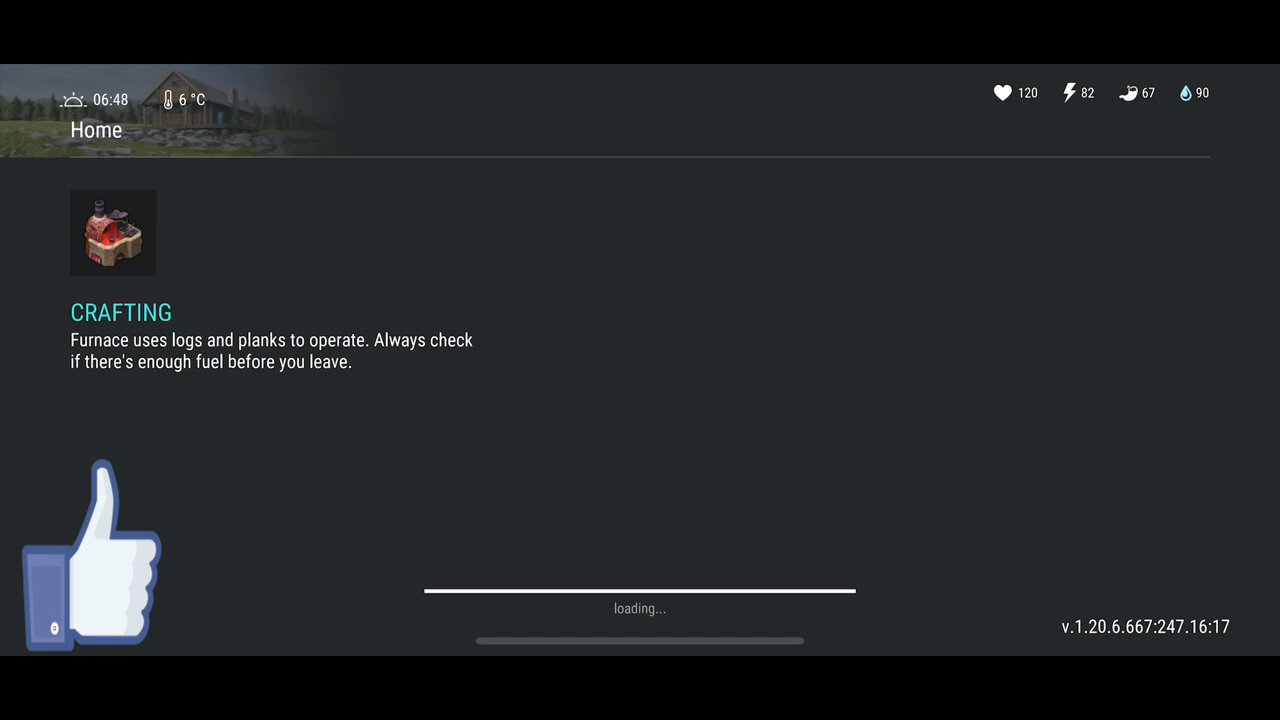 06:48 6 °C
120 82 67 90
Home
CRAFTING
Furnace uses logs and planks to operate. Always check
if there's enough fuel before you leave.
loading...
v.1.20.6.667:247.16:17